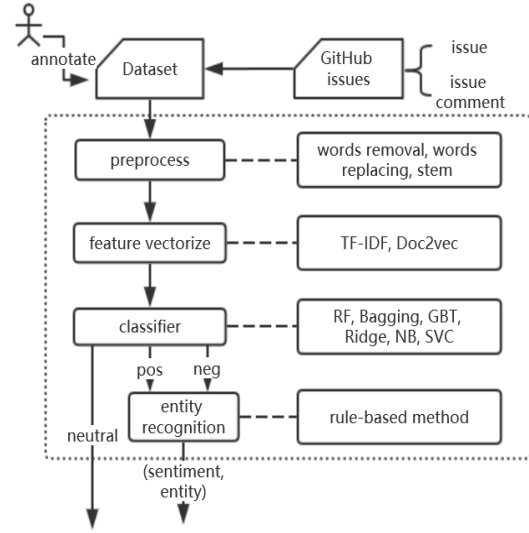 annotate
Dataset
GitHub
issues
issue
issue
comment
preprocess
words removal, words
replacing, stem
feature vectorize
TF-IDF, Doc2vec
classifier
RF, Bagging, GBT,
Ridge, NB, SVC
pos
neg
neutral
entity
recognition
rule-based method
(sentiment,
entity)